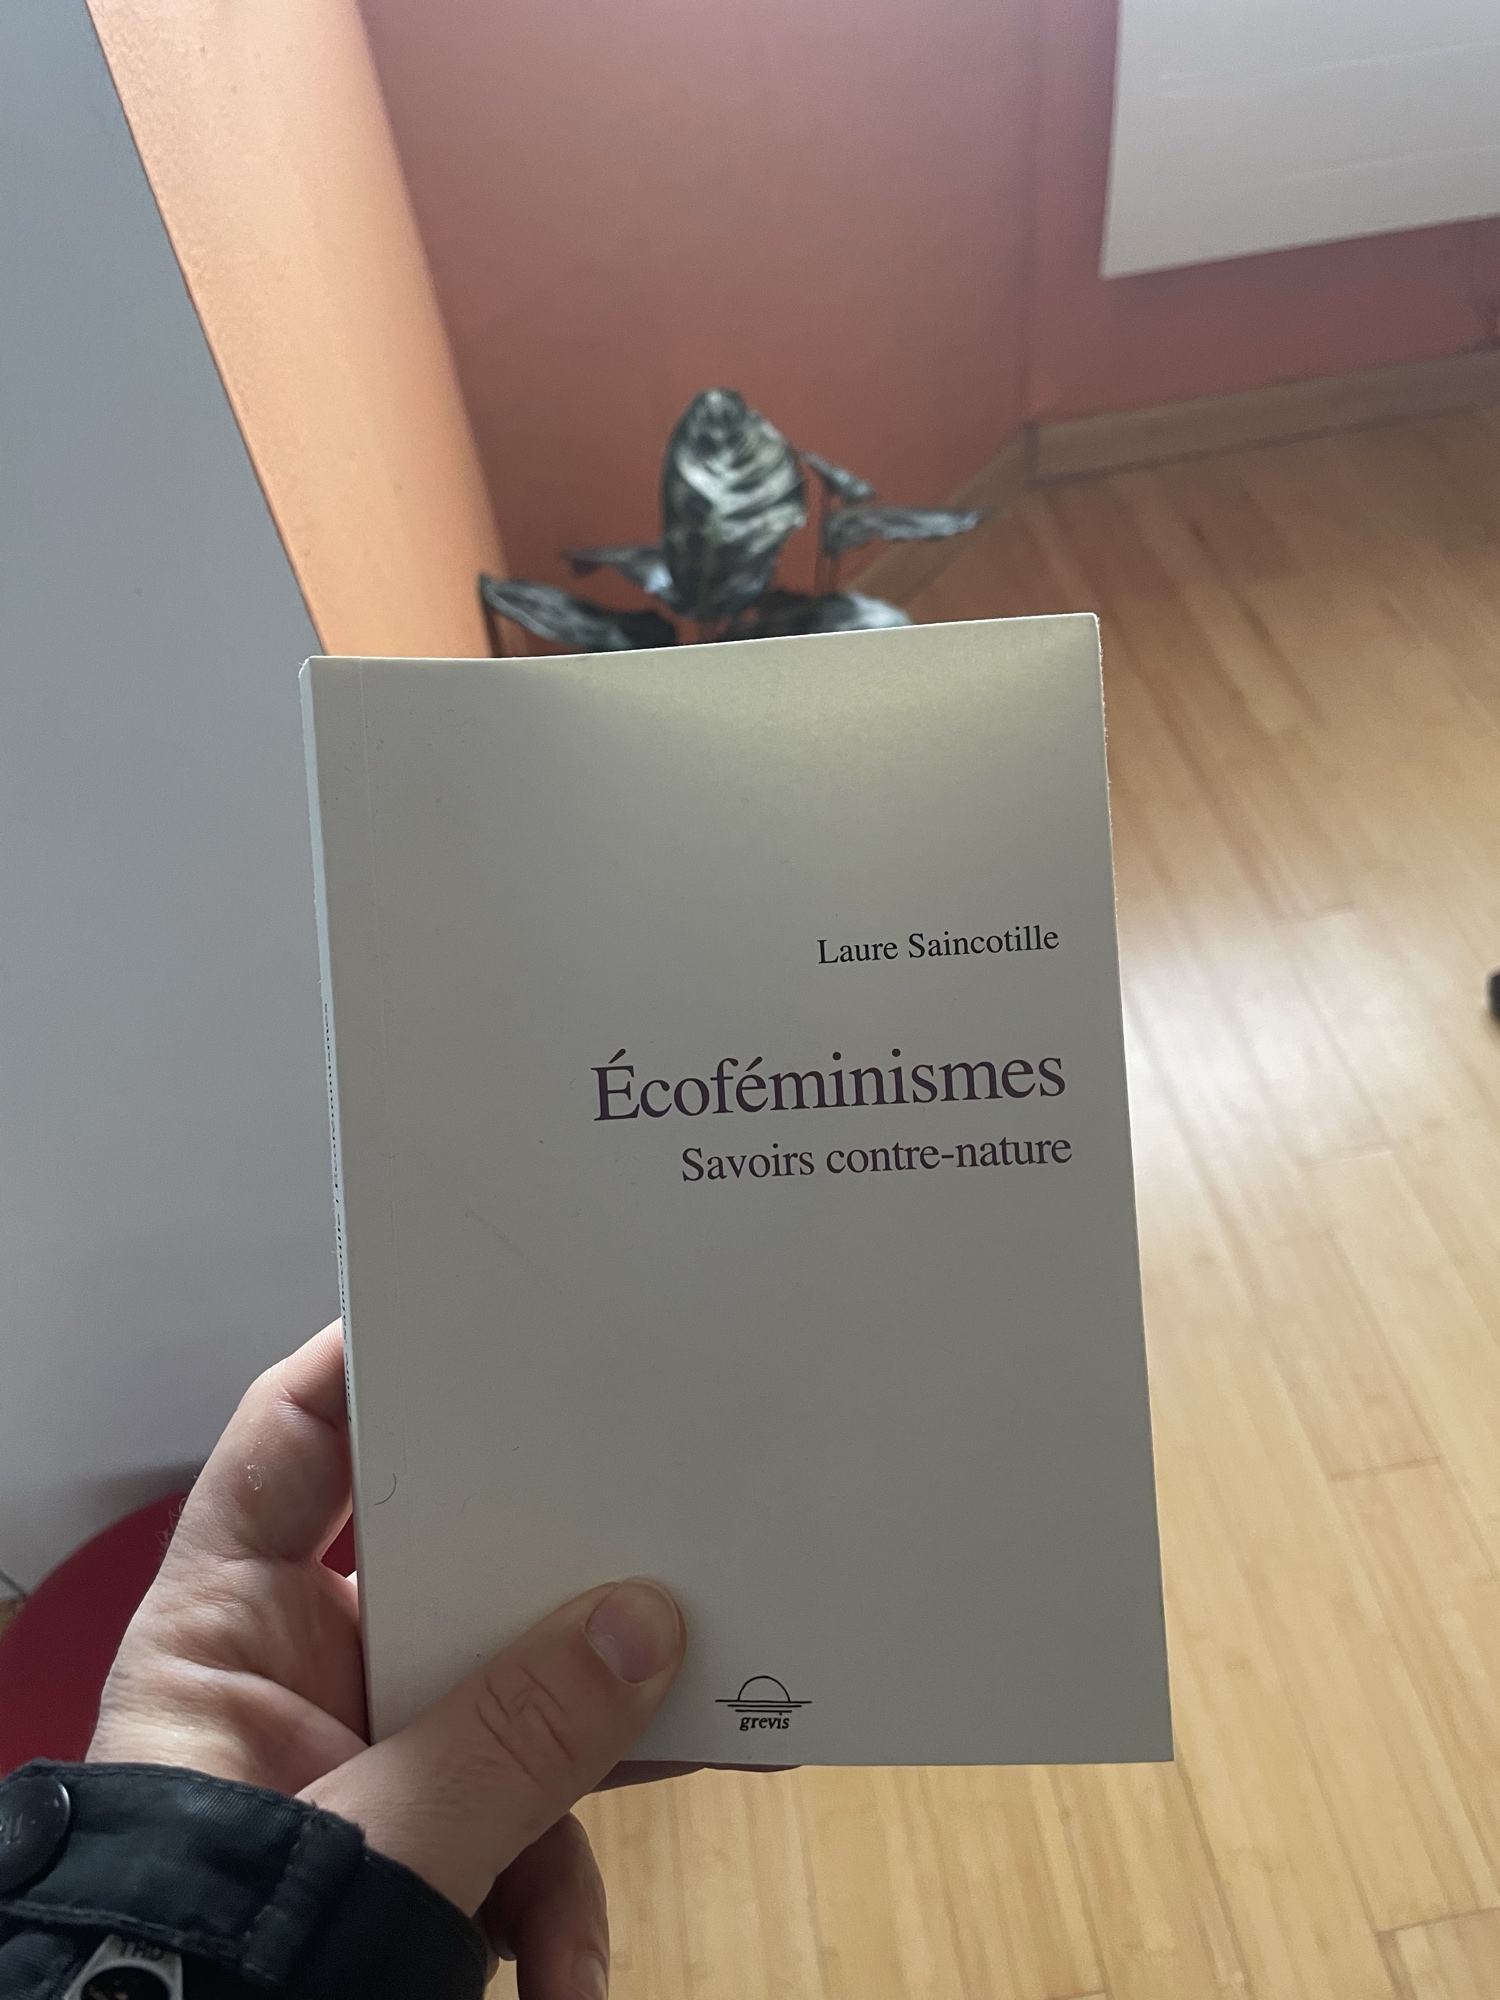 Laure Saincotille
Écoféminismes
Savoirs contre-nature
grevis